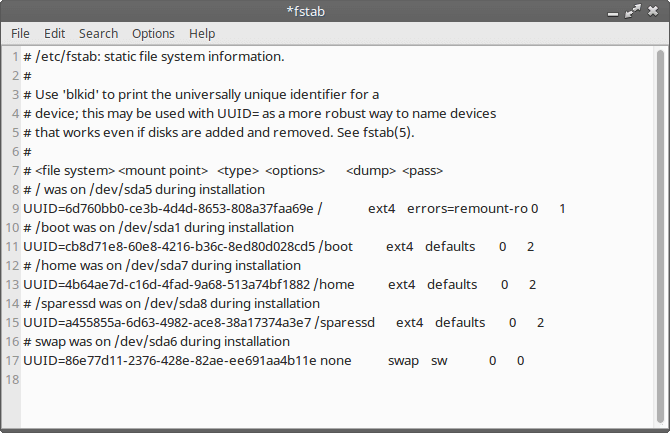 *fstab
File Edit Search Options Help
1 # /etc/fstab: static file system information.
2 #
3 # Use 'blkid' to print the universally unique identifier for a
4 # device; this may be used with UUID= as a more robust way to name devices
5 # that works even if disks are added and removed. See fstab(5).
6 #
7 # <file system> <mount point> <type> <options> <dump> <pass>
8 # / was on /dev/sda5 during installation
9 UUID=6d760bb0-ce3b-4d4d-8653-808a37faa69e / ext4 errors=remount-ro 0 1
10 # /boot was on /dev/sda1 during installation
11 UUID=cb8d71e8-60e8-4216-b36c-8ed80d028cd5 /boot ext4 defaults 0 2
12 # /home was on /dev/sda7 during installation
13 UUID=4b64ae7d-c16d-4fad-9a68-513a74bf1882 /home ext4 defaults 0 2
14 # /sparessd was on /dev/sda8 during installation
15 UUID=a455855a-6d63-4982-ace8-38a17374a3e7 /sparessd ext4 defaults 0 2
16 # swap was on /dev/sda6 during installation
17 UUID=86e77d11-2376-428e-82ae-ee691aa4b11e none swap sw 0 0
18